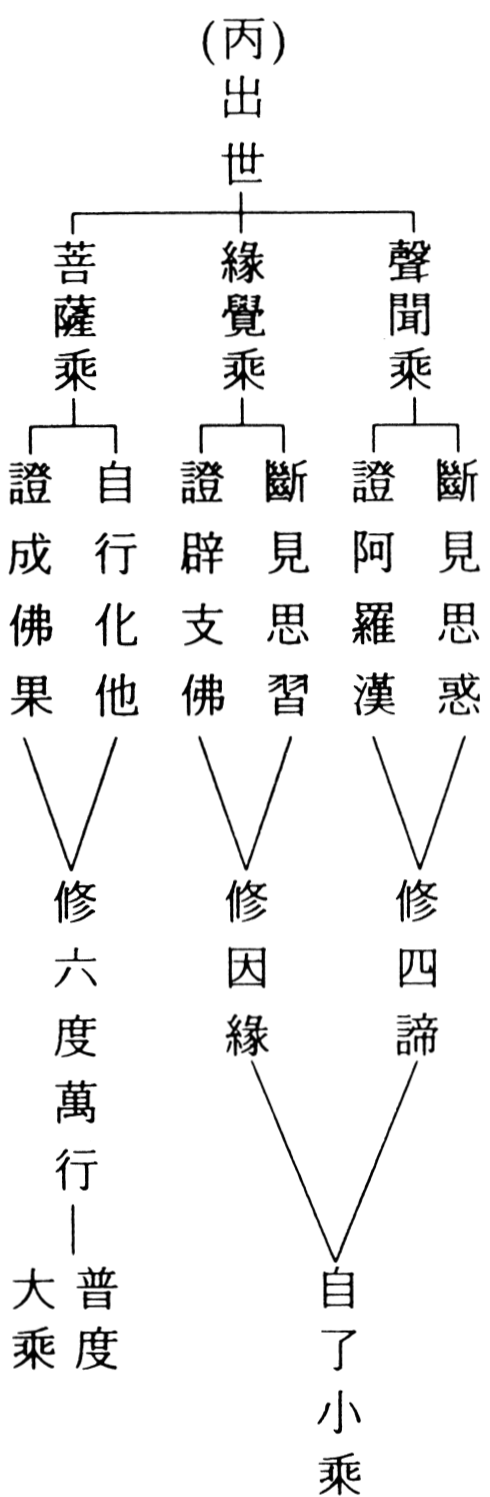 (丙)出世
聲聞乘
斷見思惑
證阿羅漢
修四諦
緣覺乘
斷見思習
證辟支佛
修因緣
自了小乘
菩薩乘
自行化他
證成佛果
修六度萬行
普度
大乘